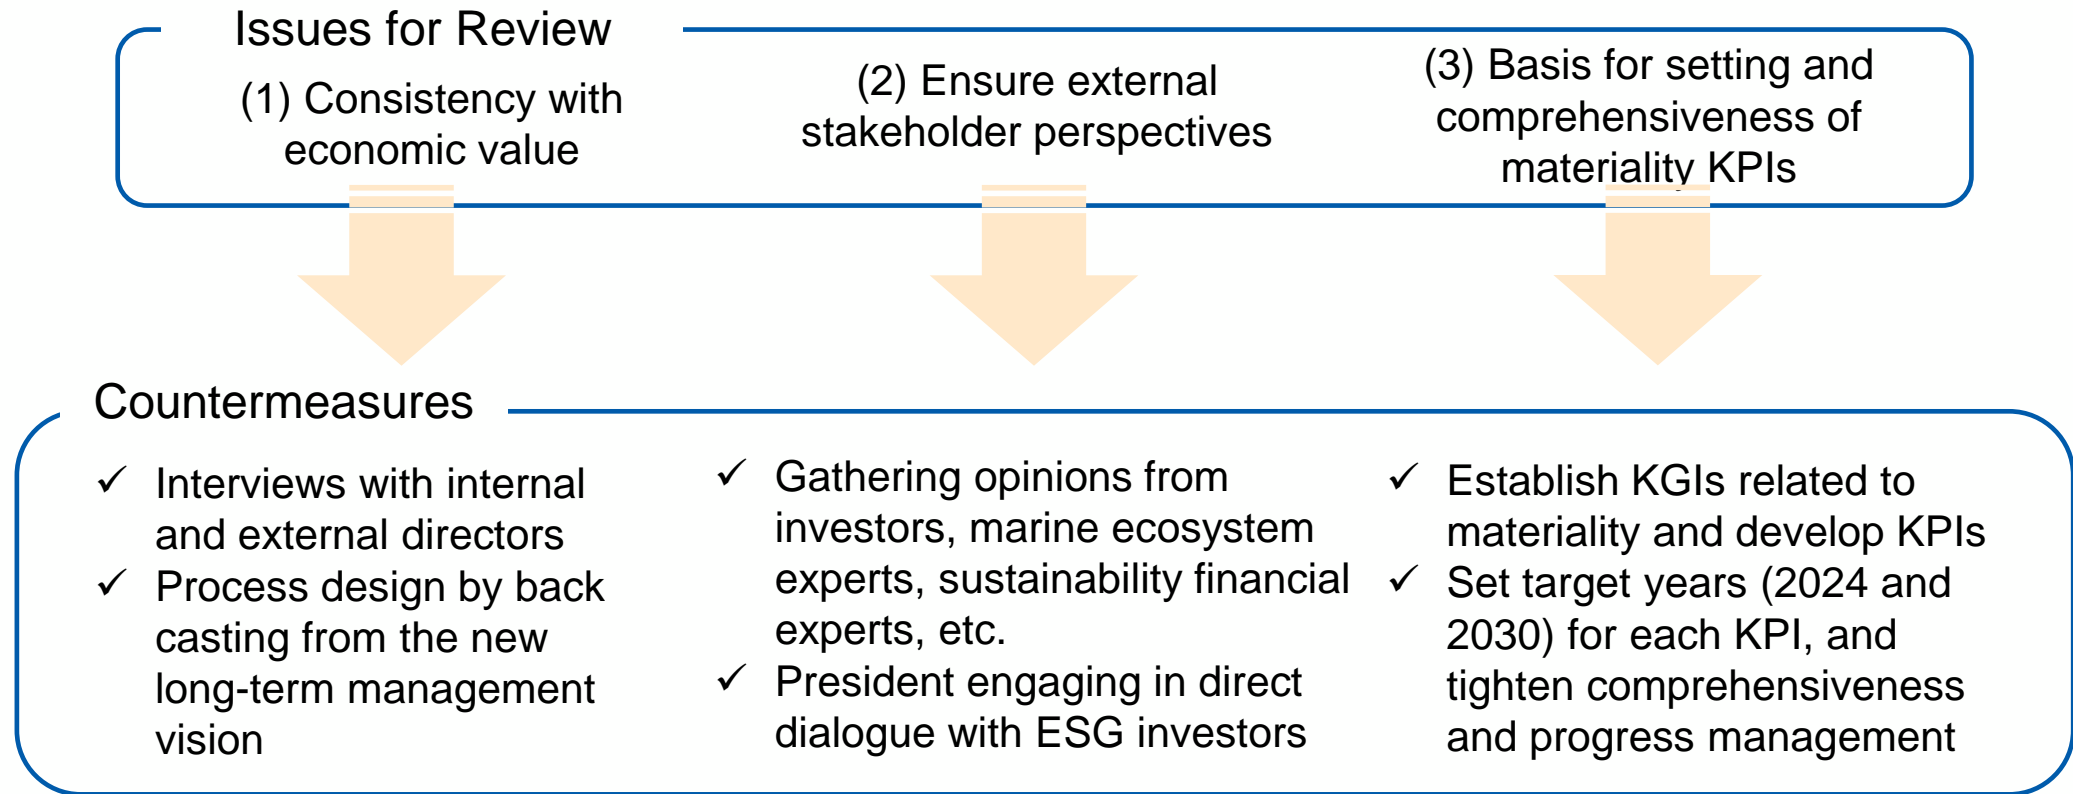 Issues for Review
(1) Consistency with
economic value
(2) Ensure external
stakeholder perspectives
(3) Basis for setting and
comprehensiveness of
materiality KPIs
Countermeasures
✓ Interviews with internal
and external directors
✓ Process design by back
casting from the new
long-term management
vision
✓ Gathering opinions from
investors, marine ecosystem
experts, sustainability financial
experts, etc.
✓ President engaging in direct
dialogue with ESG investors
✓ Establish KGIs related to
materiality and develop KPIs
✓ Set target years (2024 and
2030) for each KPI, and
tighten comprehensiveness
and progress management